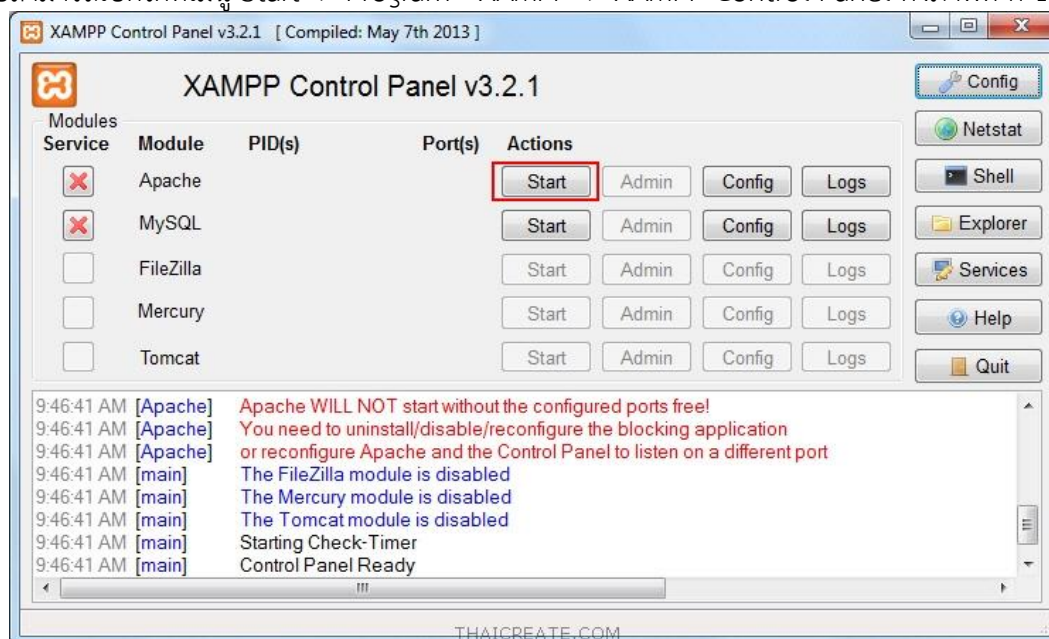 Start -> Program ->XAMPP -> XAMPP Control Panel
XAMPP Control Panel v3.2.1 [ Compiled: May 7th 2013 ]
XAMPP Control Panel v3.2.1
Config
Modules
Netstat
Service Module PID(s) Port(s) Actions
Apache Start Admin Config Logs Shell
MySQL Start Admin Config Logs Explorer
FileZilla Start Admin Config Logs Services
Mercury Start Admin Config Logs Help
Tomcat Start Admin Config Logs Quit
9:46:41 AM [Apache] Apache WILL NOT start without the configured ports free!
9:46:41 AM [Apache] You need to uninstall/disable/reconfigure the blocking application
9:46:41 AM [Apache] or reconfigure Apache and the Control Panel to listen on a different port
9:46:41 AM [main] The FileZilla module is disabled
9:46:41 AM [main] The Mercury module is disabled
9:46:41 AM [main] The Tomcat module is disabled
9:46:41 AM [main] Starting Check-Timer
9:46:41 AM [main] Control Panel Ready
THAICREATE.COM